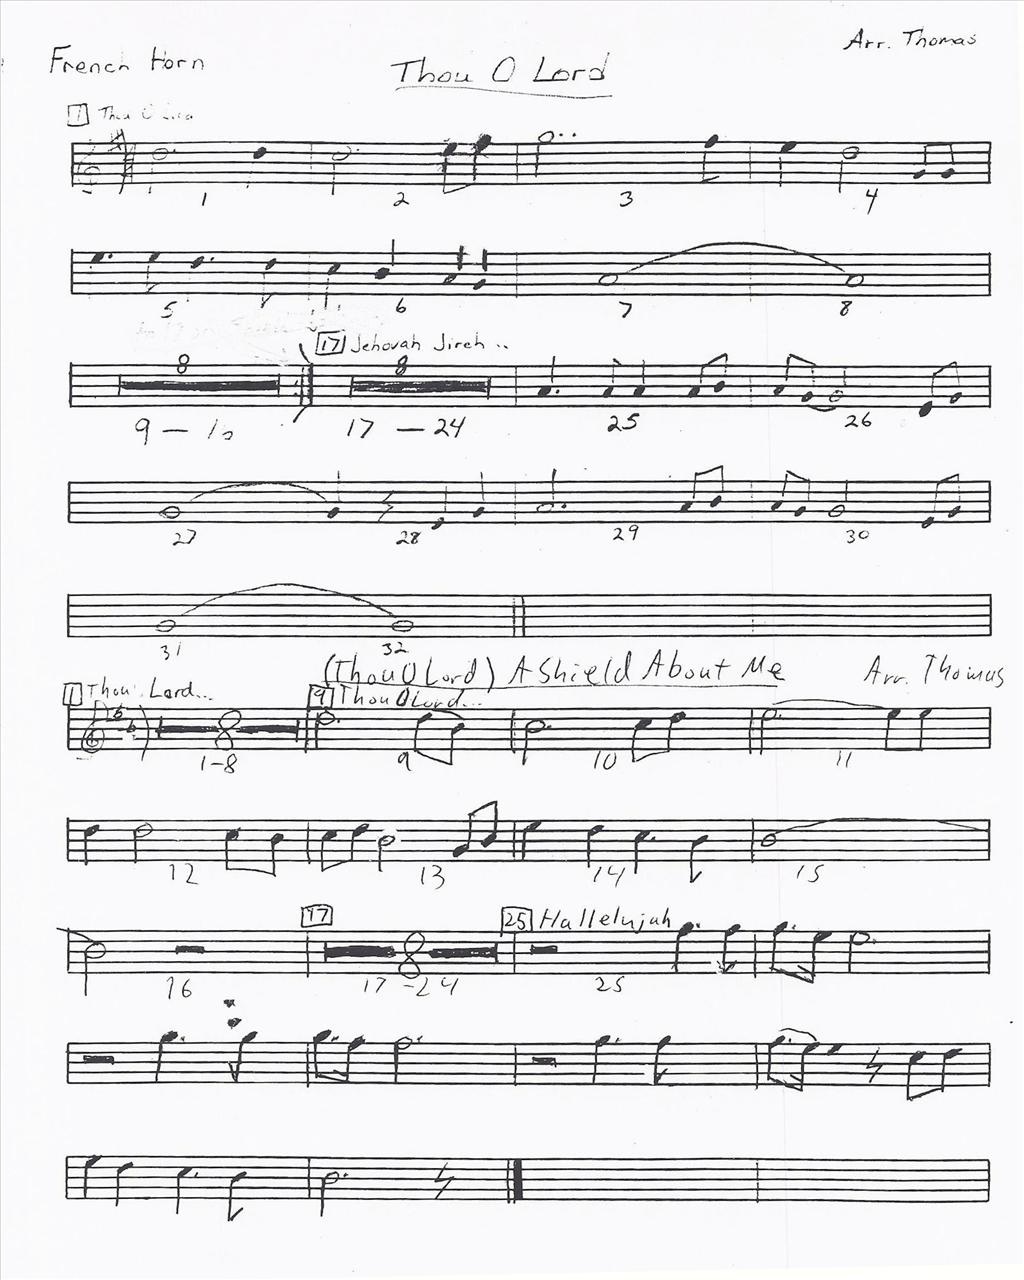 Arr. Thomas
French Horn
Thou O Lord
1 Thou O Lord
1 2 3 4
5 6 7 8
17 Jehovah Jireh ..
8 8
9 - 16 17 - 24 25 26
27 28 29 30
31 32
(Thou O Lord) A Shield About Me Arr. Thomas
1 Thou Lord... 9 Thou O Lord...
8
1-8 9 10 11
12 13 14 15
17 25 Hallelujah
8
16 17-24 25